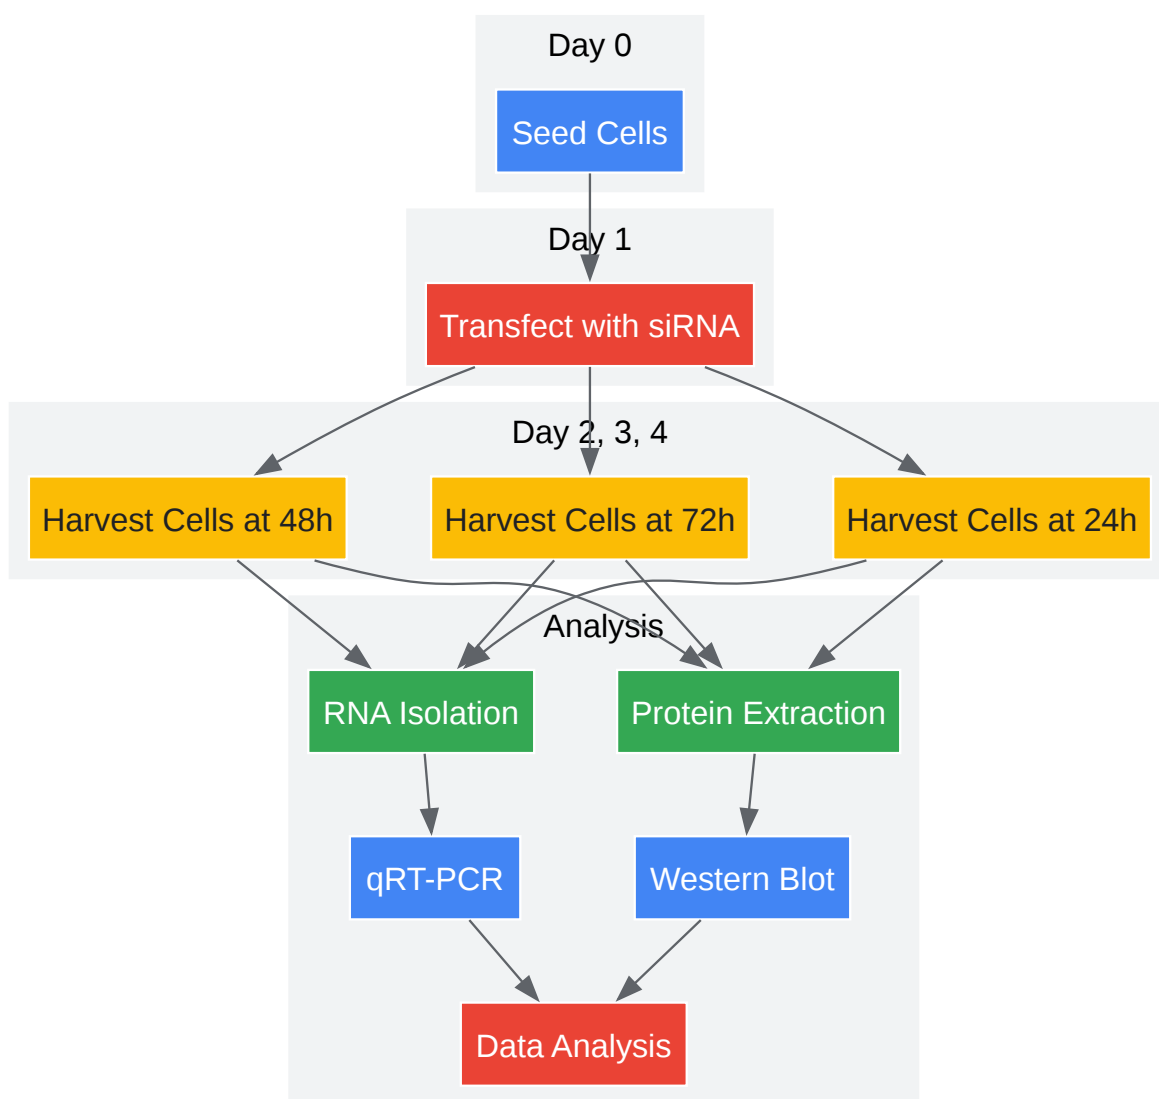 Day 0
Seed Cells
Day 1
Transfect with siRNA
Day 2, 3, 4
Harvest Cells at 48h
Harvest Cells at 72h
Harvest Cells at 24h
Analysis
RNA Isolation
Protein Extraction
qRT-PCR
Western Blot
Data Analysis